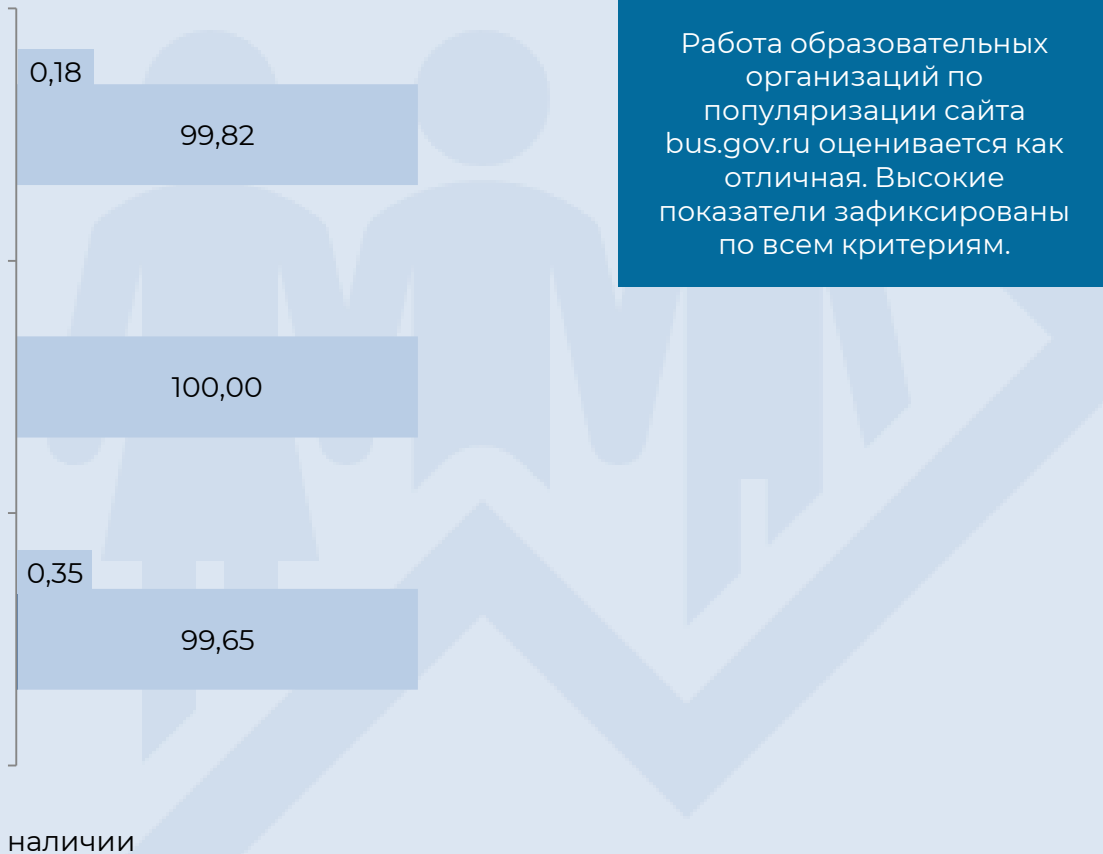 0,18
99,82
Работа образовательных
организаций по
популяризации сайта
bus.gov.ru оценивается как
отличная. Высокие
показатели зафиксированы
по всем критериям.
100,00
0,35
99,65
наличии